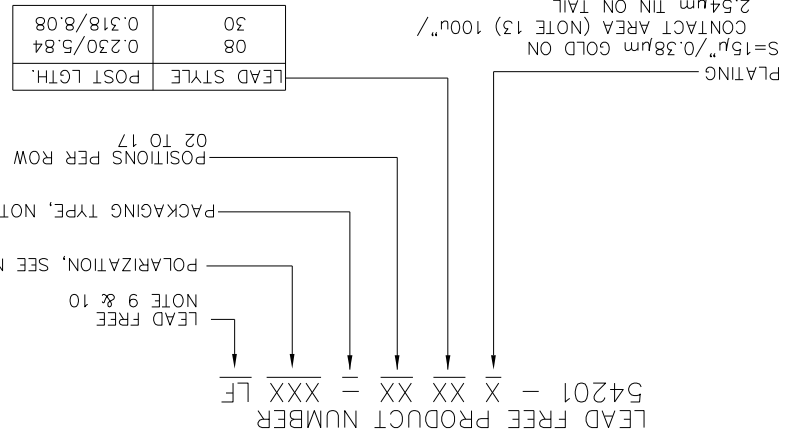 LEAD FREE PRODUCT NUMBER
54201 - X XX XX - XXX LF
LEAD FREE
NOTE 9 & 10
POLARIZATION, SEE N
PACKAGING TYPE, NOT
POSITIONS PER ROW
02 TO 17
LEAD STYLE POST LGTH.
08 0.230/5.84
30 0.318/8.08
PLATING
S=15µ"/0.38µm GOLD ON
CONTACT AREA (NOTE 13) 100u"/
2.54µm TIN ON TAIL